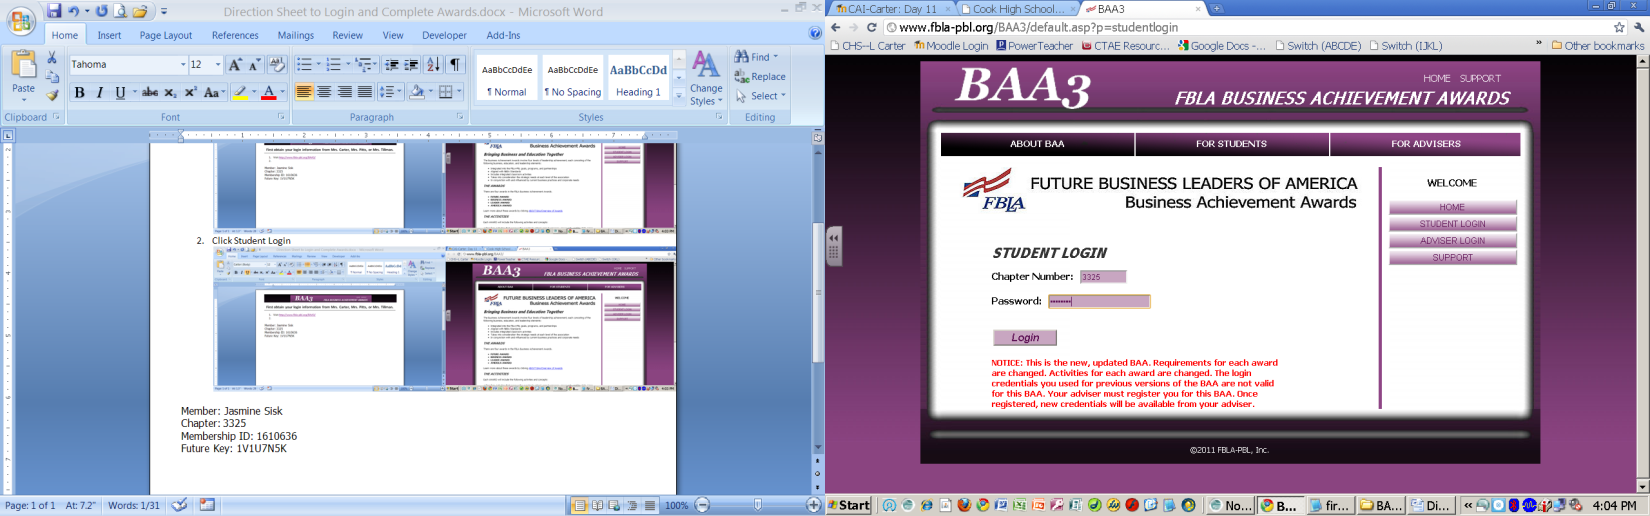 Direction Sheet to Login and Complete Awards.docx - Microsoft Word
Home Insert Page Layout References Mailings Review View Developer Add-Ins
Paste
Clipboard
Tahoma 12
B I U abc X₂ X² Aa
Font
Paragraph
AaBbCcDdEe AaBbCcDdEe AaBbCcDd
¶ Normal ¶ No Spacing Heading 1
Change Styles
Styles
Find
Replace
Select
Editing
2. Click Student Login
Member: Jasmine Sisk
Chapter: 3325
Membership ID: 1610636
Future Key: 1V1U7N5K
Page: 1 of 1 At: 7.2" Words: 1/31 100%
CAI-Carter: Day 11 Cook High School... BAA3
www.fbla-pbl.org/BAA3/default.asp?p=studentlogin
CHS--L Carter Moodle Login PowerTeacher CTAE Resourc... Google Docs -... Switch (ABCDE) Switch (IJKL) » Other bookmarks
BAA3
HOME SUPPORT
FBLA BUSINESS ACHIEVEMENT AWARDS
ABOUT BAA FOR STUDENTS FOR ADVISERS
FBLA
FUTURE BUSINESS LEADERS OF AMERICA
Business Achievement Awards
WELCOME
HOME
STUDENT LOGIN
ADVISER LOGIN
SUPPORT
STUDENT LOGIN
Chapter Number: 3325
Password: ••••••••
Login
NOTICE: This is the new, updated BAA. Requirements for each award
are changed. Activities for each award are changed. The login
credentials you used for previous versions of the BAA are not valid
for this BAA. Your adviser must register you for this BAA. Once
registered, new credentials will be available from your adviser.
©2011 FBLA-PBL, Inc.
Start No... B... fir... BA... Di... « 4:04 PM